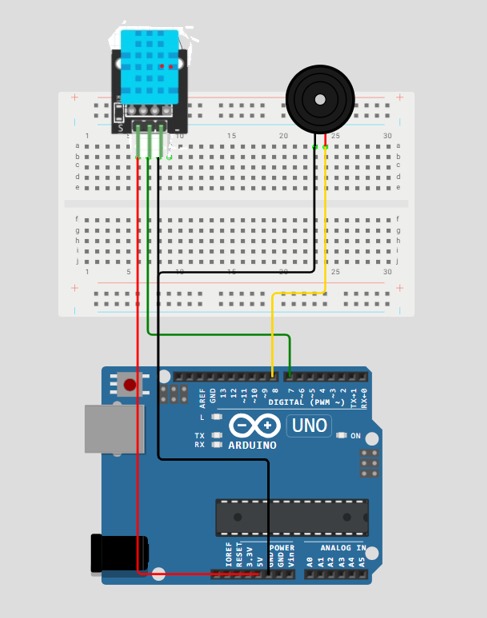 S
-
1 5 10 15 20 25 30
a a
b b
c c
d d
e e
f f
g g
h h
i i
j j
1 5 10 15 20 25 30
AREF GND 13 12 ~11 ~10 ~9 8 7 ~6 ~5 4 ~3 2 TX→1 RX←0
DIGITAL (PWM ~)
L
TX
RX
UNO
ON
ARDUINO
POWER
ANALOG IN
IOREF RESET 3.3V 5V GND GND Vin A0 A1 A2 A3 A4 A5